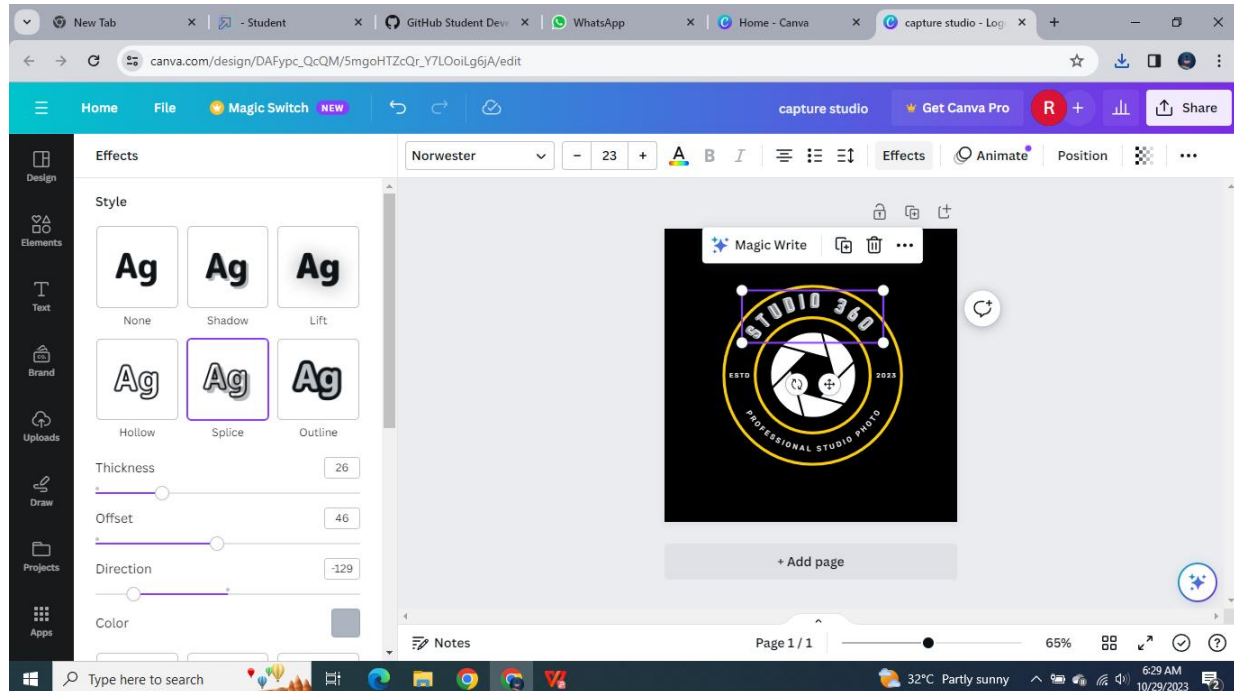 New Tab
- Student
GitHub Student Deve
WhatsApp
Home - Canva
capture studio - Log
canva.com/design/DAFypc_QcQM/5mgoHTZcQr_Y7LOoiLg6jA/edit
Home File Magic Switch NEW
capture studio
Get Canva Pro
R
+
Share
Design
Elements
Text
Brand
Uploads
Draw
Projects
Apps
Effects
Style
Ag
None
Ag
Shadow
Ag
Lift
Ag
Hollow
Ag
Splice
Ag
Outline
Thickness 26
Offset 46
Direction -129
Color
Norwester - 23 + A B I Effects Animate Position
Magic Write
STUDIO 360
ESTD
2023
PROFESSIONAL STUDIO PHOTO
+ Add page
Notes
Page 1 / 1
65%
Type here to search
32°C Partly sunny
6:29 AM
10/29/2023
2